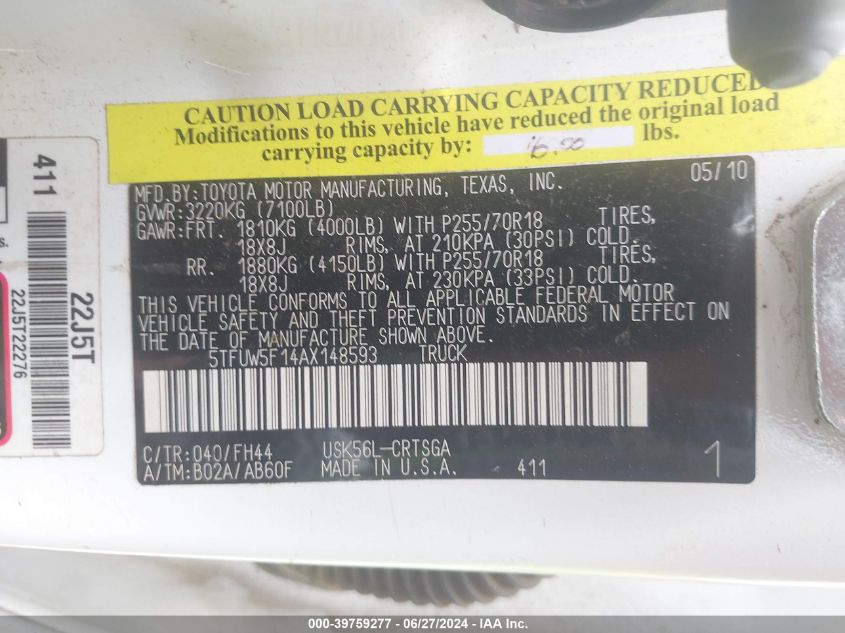 CAUTION LOAD CARRYING CAPACITY REDUCED
Modifications to this vehicle have reduced the original load
carrying capacity by: 16.00 lbs.
MFD.BY:TOYOTA MOTOR MANUFACTURING, TEXAS, INC. 05/10
GVWR:3220KG (7100LB)
GAWR:FRT. 1810KG (4000LB) WITH P255/70R18 TIRES,
18X8J RIMS, AT 210KPA (30PSI) COLD.
RR. 1880KG (4150LB) WITH P255/70R18 TIRES,
18X8J RIMS, AT 230KPA (33PSI) COLD.
THIS VEHICLE CONFORMS TO ALL APPLICABLE FEDERAL MOTOR
VEHICLE SAFETY AND THEFT PREVENTION STANDARDS IN EFFECT ON
THE DATE OF MANUFACTURE SHOWN ABOVE.
5TFUW5F14AX148593 TRUCK
C/TR:040/FH44 USK56L-CRTSGA
A/TM:B02A/AB60F MADE IN U.S.A. 411 1
411
22J5T
22J5T22276
s.
000-39759277 - 06/27/2024 - IAA Inc.